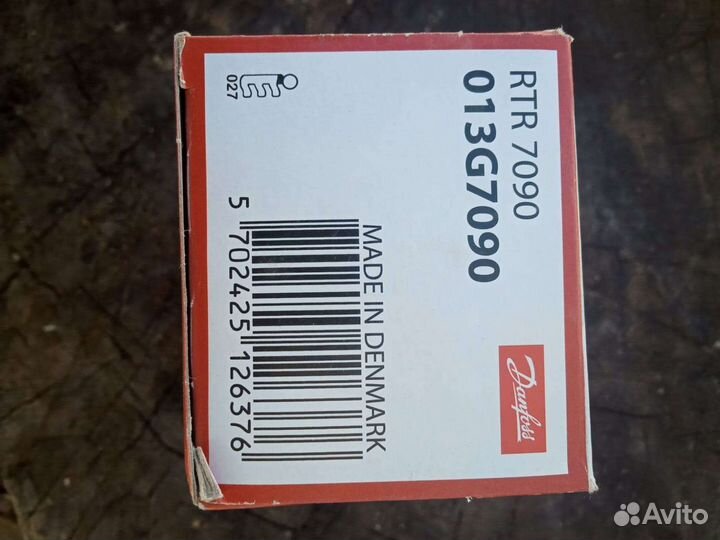 RTR 7090
013G7090
Danfoss
MADE IN DENMARK
5 702425 126376
027
Avito